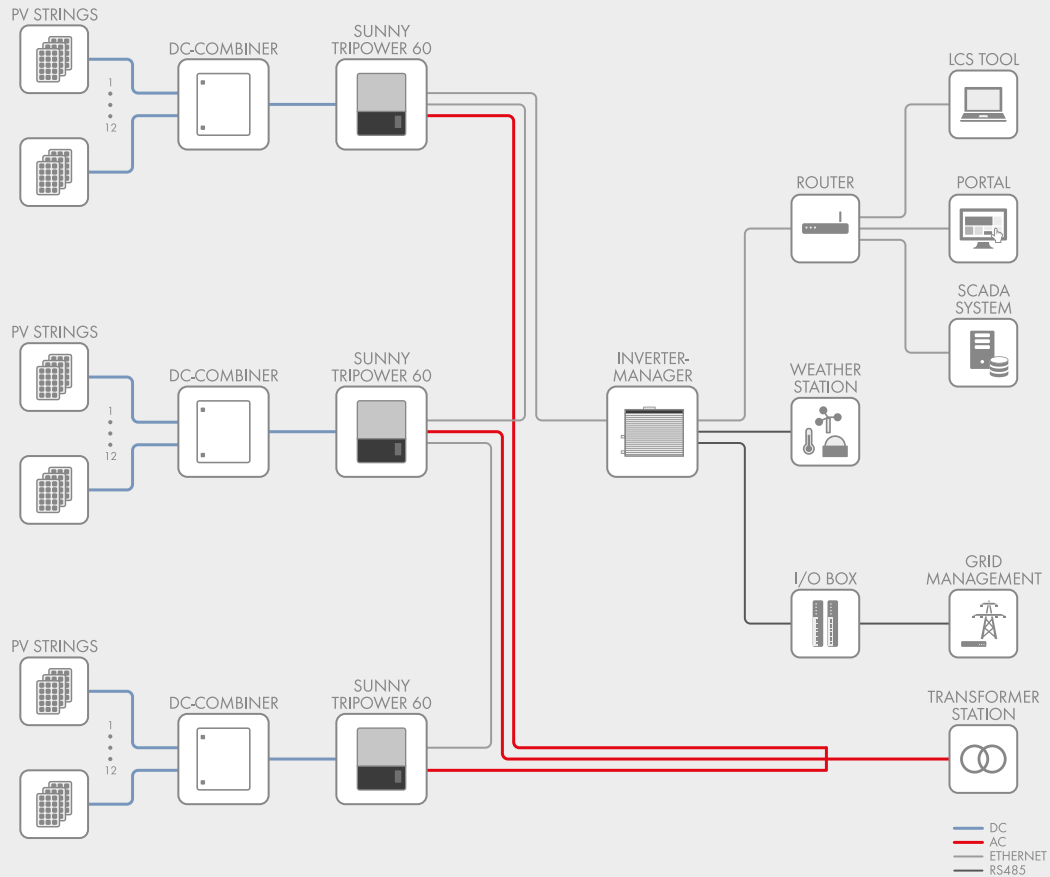 PV STRINGS
DC-COMBINER
SUNNY
TRIPOWER 60
1
12
LCS TOOL
ROUTER
PORTAL
SCADA
SYSTEM
PV STRINGS
DC-COMBINER
SUNNY
TRIPOWER 60
1
12
INVERTER-
MANAGER
WEATHER
STATION
I/O BOX
GRID
MANAGEMENT
PV STRINGS
DC-COMBINER
SUNNY
TRIPOWER 60
1
12
TRANSFORMER
STATION
DC
AC
ETHERNET
RS485